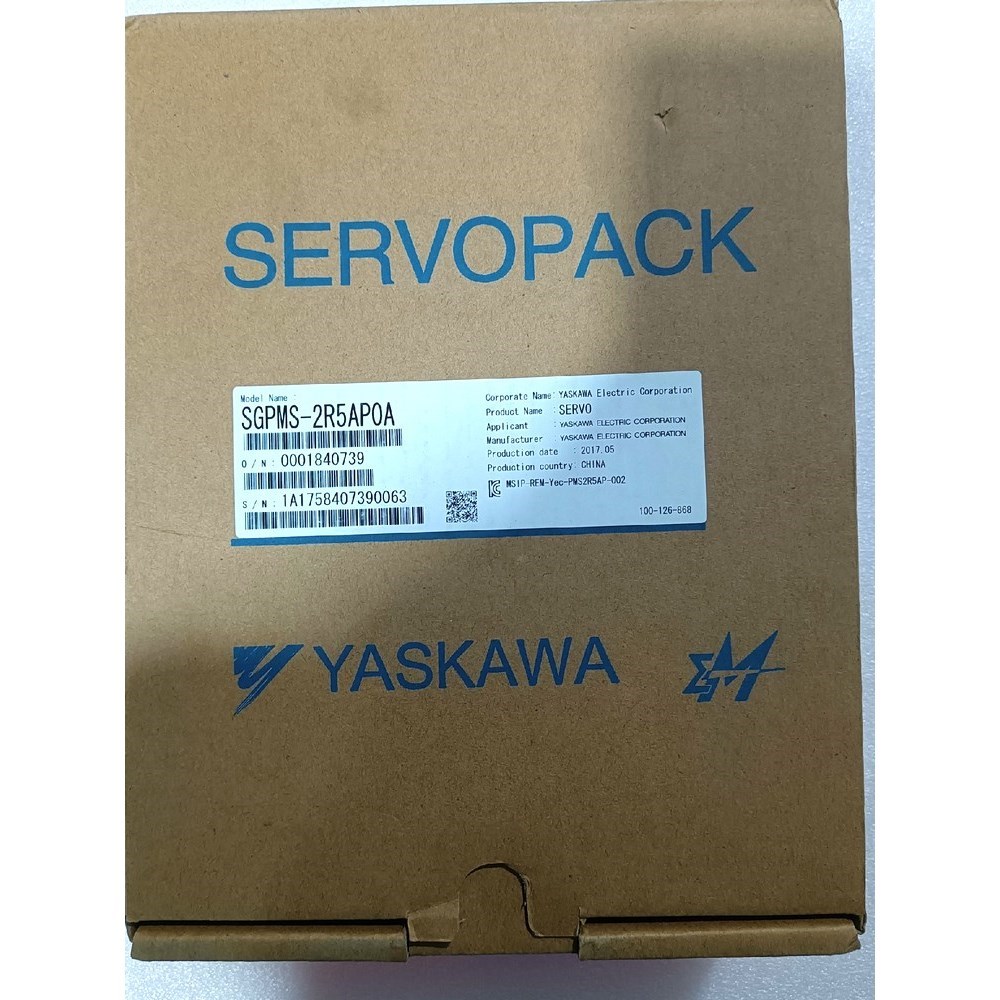 SERVOPACK
Model Name :
SGPMS-2R5AP0A
O/N: 0001840739
S/N: 1A1758407390063
Corporate Name: YASKAWA Electric Corporation
Product Name : SERVO
Applicant : YASKAWA ELECTRIC CORPORATION
Manufacturer YASKAWA ELECTRIC CORPORATION
Production date : 2017.05
Production country: CHINA
MSIP-REM-Yec-PMS2R5AP-002
100-126-868
YASKAWA
ΣM